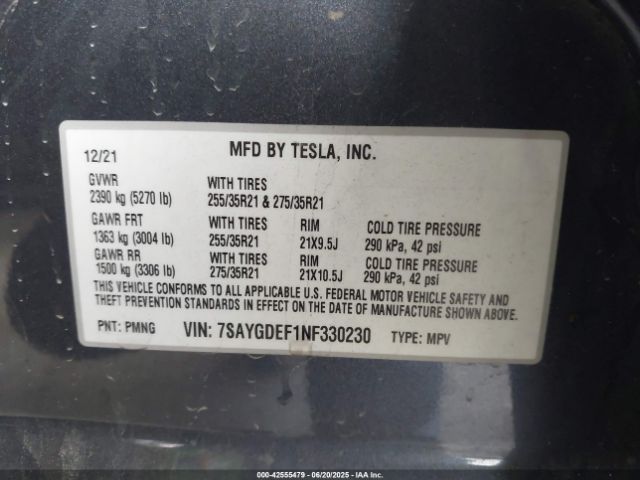 12/21 MFD BY TESLA, INC.
GVWR WITH TIRES
2390 kg (5270 lb) 255/35R21 & 275/35R21
GAWR FRT WITH TIRES RIM COLD TIRE PRESSURE
1363 kg (3004 lb) 255/35R21 21X9.5J 290 kPa, 42 psi
GAWR RR WITH TIRES RIM COLD TIRE PRESSURE
1500 kg (3306 lb) 275/35R21 21X10.5J 290 kPa, 42 psi
THIS VEHICLE CONFORMS TO ALL APPLICABLE U.S. FEDERAL MOTOR VEHICLE SAFETY AND
THEFT PREVENTION STANDARDS IN EFFECT ON THE DATE OF MANUFACTURE SHOWN ABOVE.
PNT: PMNG VIN: 7SAYGDEF1NF330230 TYPE: MPV
000-42555479 - 06/20/2025 - IAA Inc.